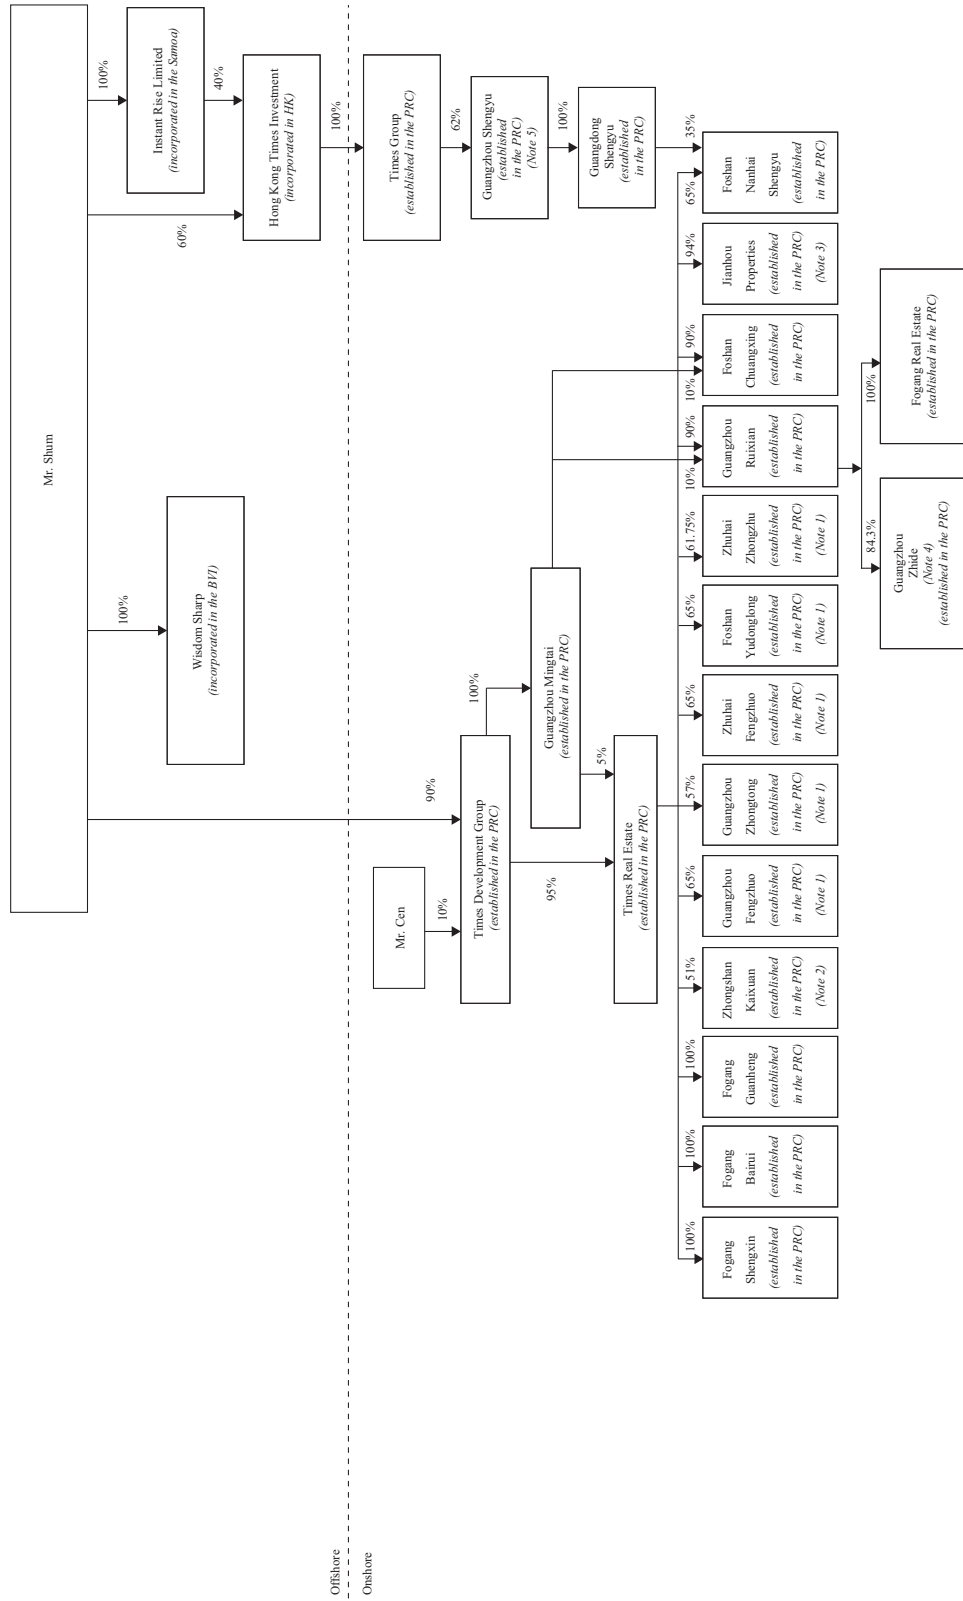 Mr. Shum
100%
Instant Rise Limited
(incorporated in the Samoa)
40%
60%
Hong Kong Times Investment
(incorporated in HK)
100%
Wisdom Sharp
(incorporated in the BVI)
90%
Offshore
Onshore
100%
Times Group
(established in the PRC)
62%
Guangzhou Shengyu
(established
in the PRC)
(Note 5)
100%
Guangdong
Shengyu
(established
in the PRC)
35%
Mr. Cen
10%
Times Development Group
(established in the PRC)
100%
Guangzhou Mingtai
(established in the PRC)
5%
95%
Times Real Estate
(established in the PRC)
100%
Fogang
Shengxin
(established
in the PRC)
100%
Fogang
Bairui
(established
in the PRC)
100%
Fogang
Guanheng
(established
in the PRC)
51%
Zhongshan
Kaixuan
(established
in the PRC)
(Note 2)
65%
Guangzhou
Fengzhuo
(established
in the PRC)
(Note 1)
57%
Guangzhou
Zhongtong
(established
in the PRC)
(Note 1)
65%
Zhuhai
Fengzhuo
(established
in the PRC)
(Note 1)
65%
Foshan
Yudonglong
(established
in the PRC)
(Note 1)
61.75%
Zhuhai
Zhongzhu
(established
in the PRC)
(Note 1)
10%
90%
Guangzhou
Ruixian
(established
in the PRC)
10%
90%
Foshan
Chuangxing
(established
in the PRC)
94%
Jianhou
Properties
(established
in the PRC)
(Note 3)
65%
Foshan
Nanhai
Shengyu
(established
in the PRC)
84.3%
Guangzhou
Zhide
(Note 4)
(established in the PRC)
100%
Fogang Real Estate
(established in the PRC)